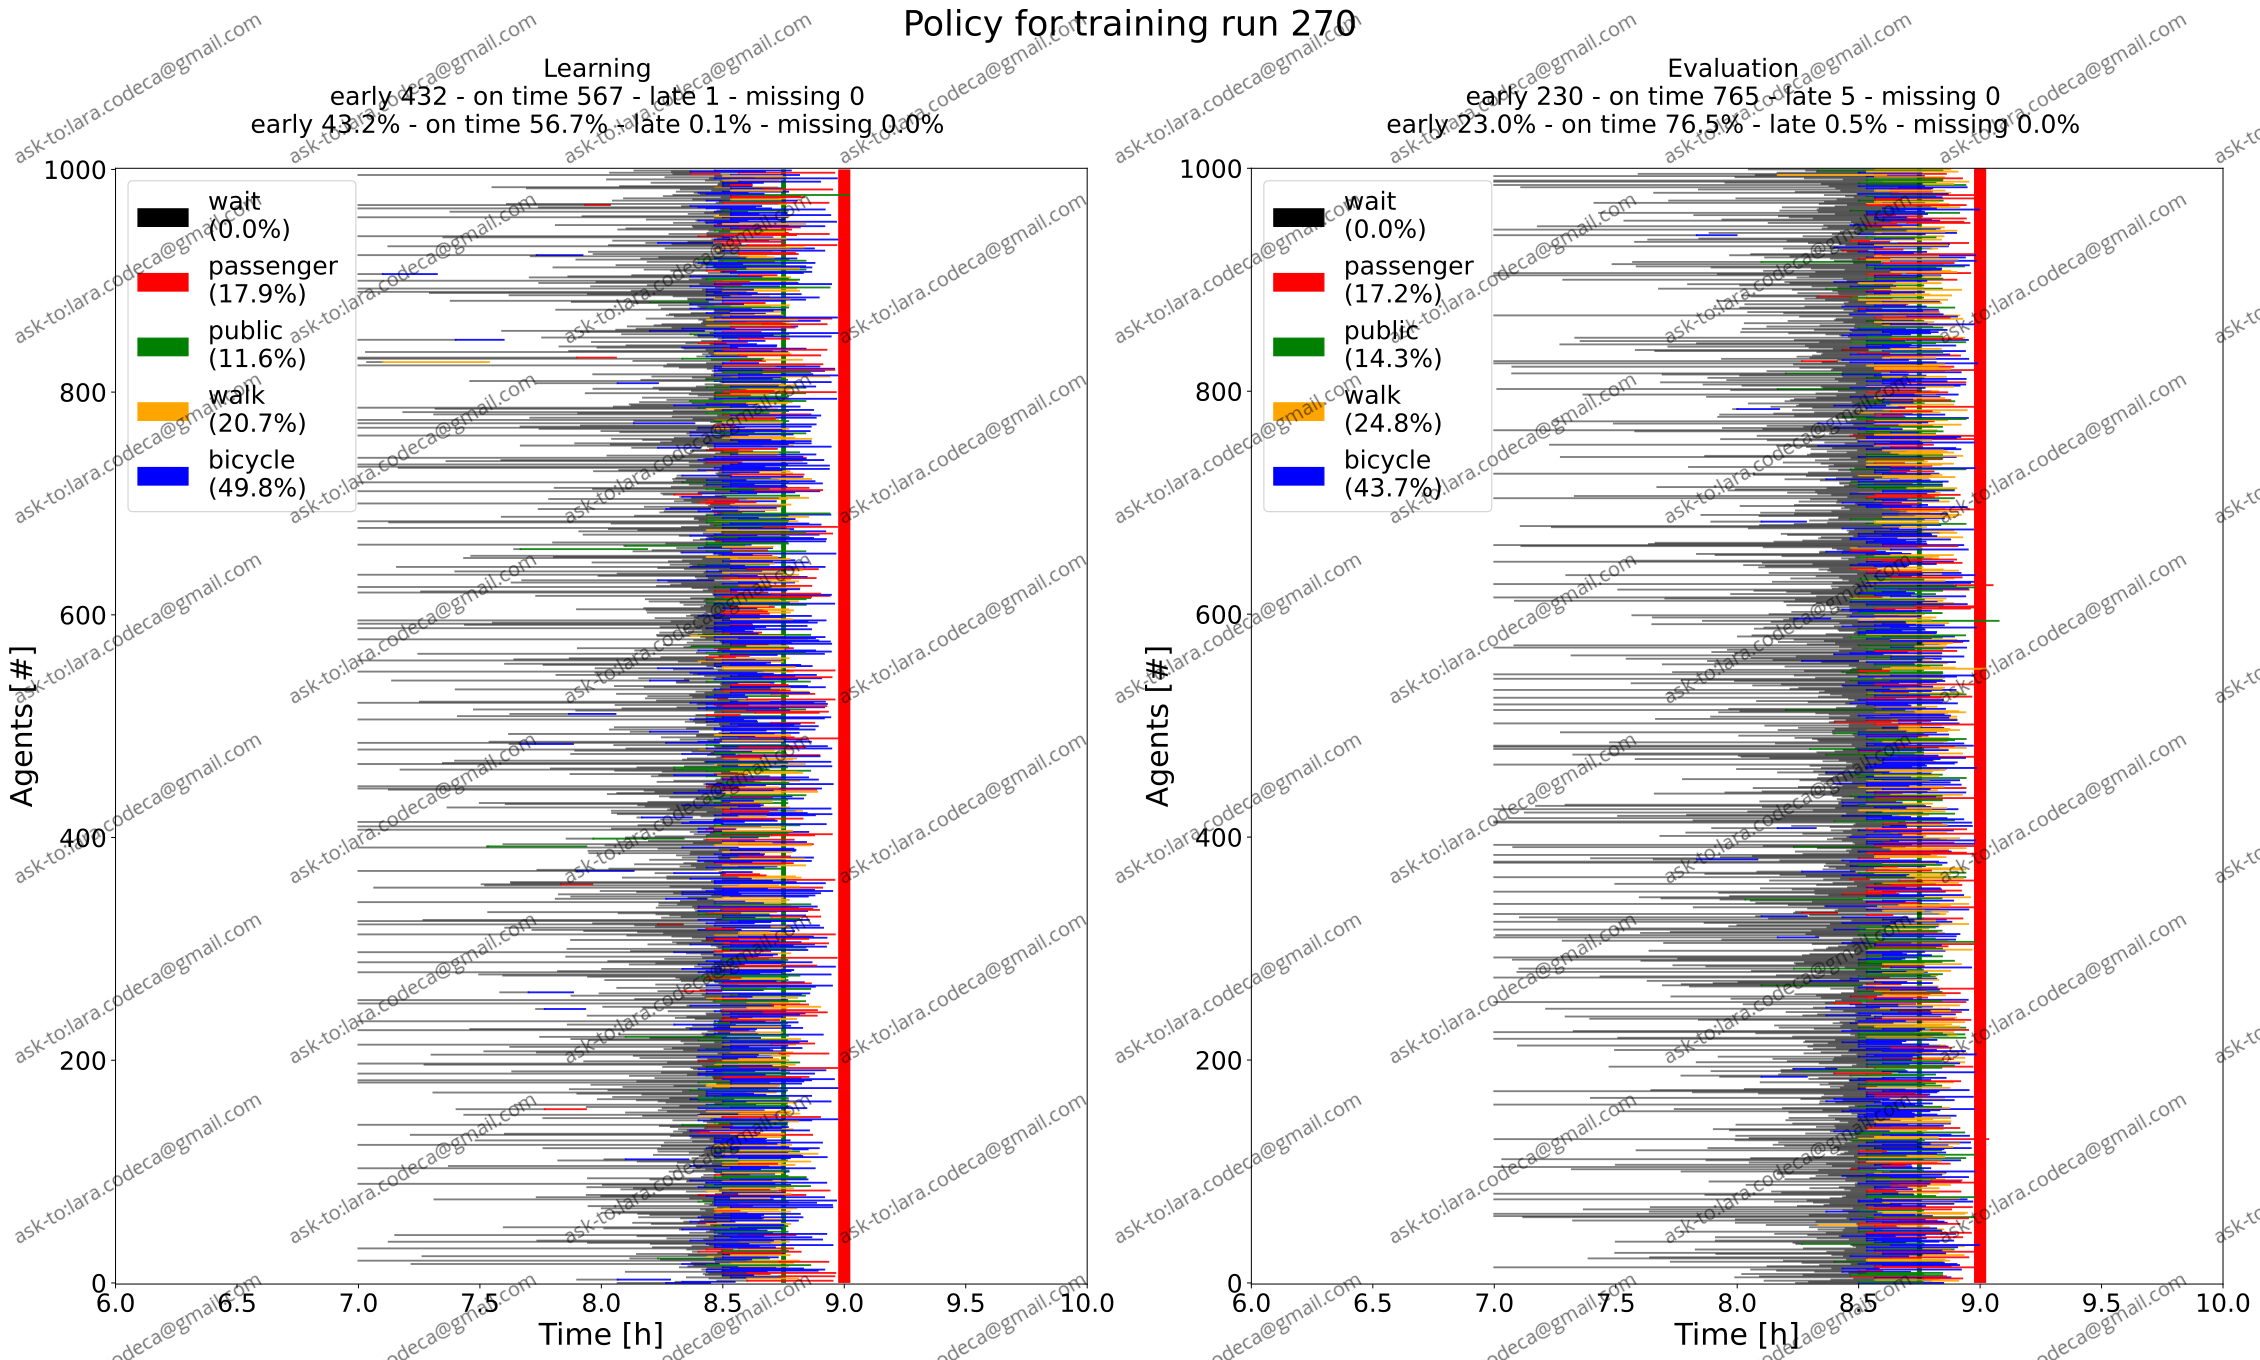 Policy for training run 270
Learning
early 432 - on time 567 - late 1 - missing 0
early 43.2% - on time 56.7% - late 0.1% - missing 0.0%
1000
800
600
400
200
0
Agents [#]
wait
(0.0%)
passenger
(17.9%)
public
(11.6%)
walk
(20.7%)
bicycle
(49.8%)
6.0 6.5 7.0 7.5 8.0 8.5 9.0 9.5 10.0
Time [h]
Evaluation
early 230 - on time 765 - late 5 - missing 0
early 23.0% - on time 76.5% - late 0.5% - missing 0.0%
1000
800
600
400
200
0
Agents [#]
wait
(0.0%)
passenger
(17.2%)
public
(14.3%)
walk
(24.8%)
bicycle
(43.7%)
6.0 6.5 7.0 7.5 8.0 8.5 9.0 9.5 10.0
Time [h]
ask-to:lara.codeca@gmail.com